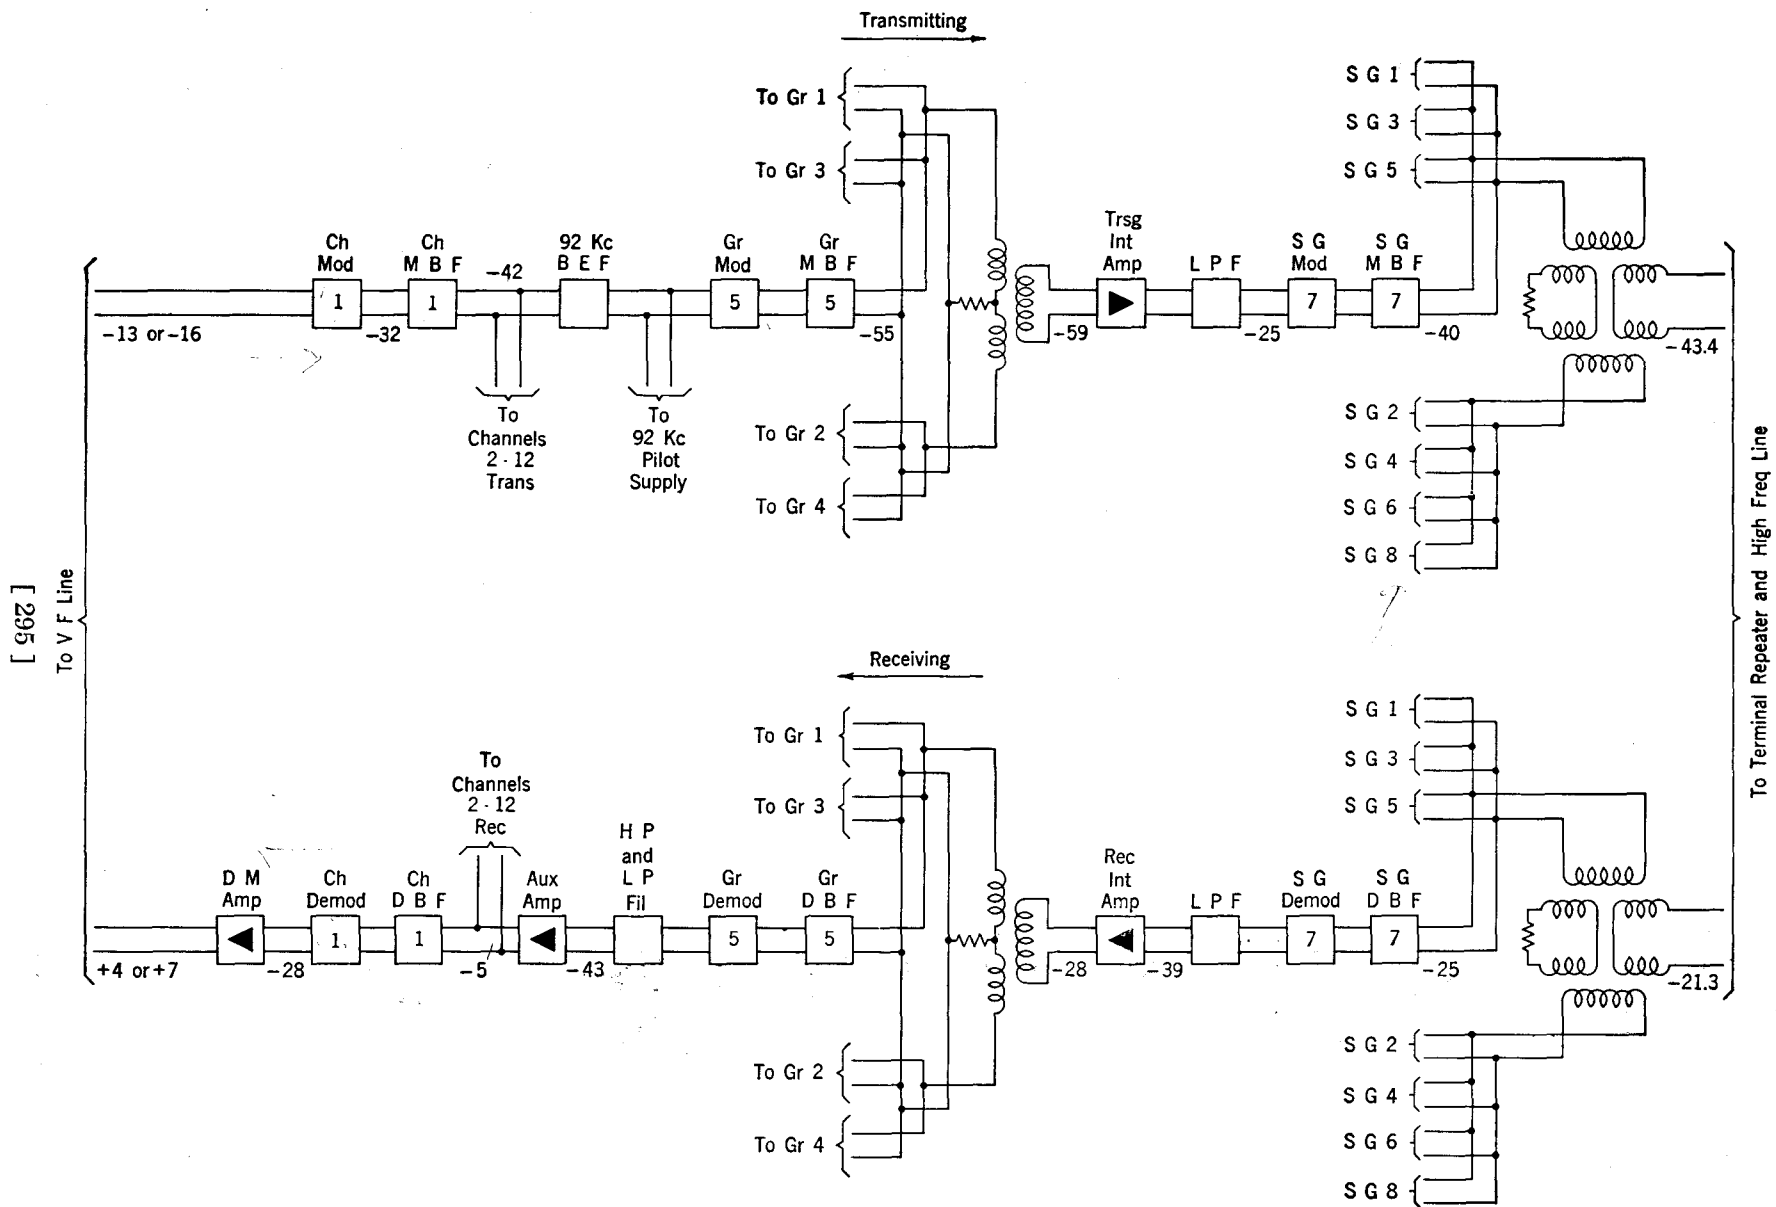 Transmitting
To Gr 1
To Gr 3
S G 1
S G 3
S G 5
Ch
Mod
1
Ch
M B F
1
92 Kc
B E F
Gr
Mod
5
Gr
M B F
5
Trsg
Int
Amp
L P F
S G
Mod
7
S G
M B F
7
-13 or -16
-32
-42
-55
-59
-25
-40
-43.4
To
Channels
2 - 12
Trans
To
92 Kc
Pilot
Supply
To Gr 2
To Gr 4
S G 2
S G 4
S G 6
S G 8
[ 295 ]
To V F Line
To Terminal Repeater and High Freq Line
Receiving
To Gr 1
To Gr 3
S G 1
S G 3
S G 5
To
Channels
2 - 12
Rec
D M
Amp
Ch
Demod
1
Ch
D B F
1
Aux
Amp
H P
and
L P
Fil
Gr
Demod
5
Gr
D B F
5
Rec
Int
Amp
L P F
S G
Demod
7
S G
D B F
7
+4 or +7
-28
-5
-43
-28
-39
-25
-21.3
To Gr 2
To Gr 4
S G 2
S G 4
S G 6
S G 8